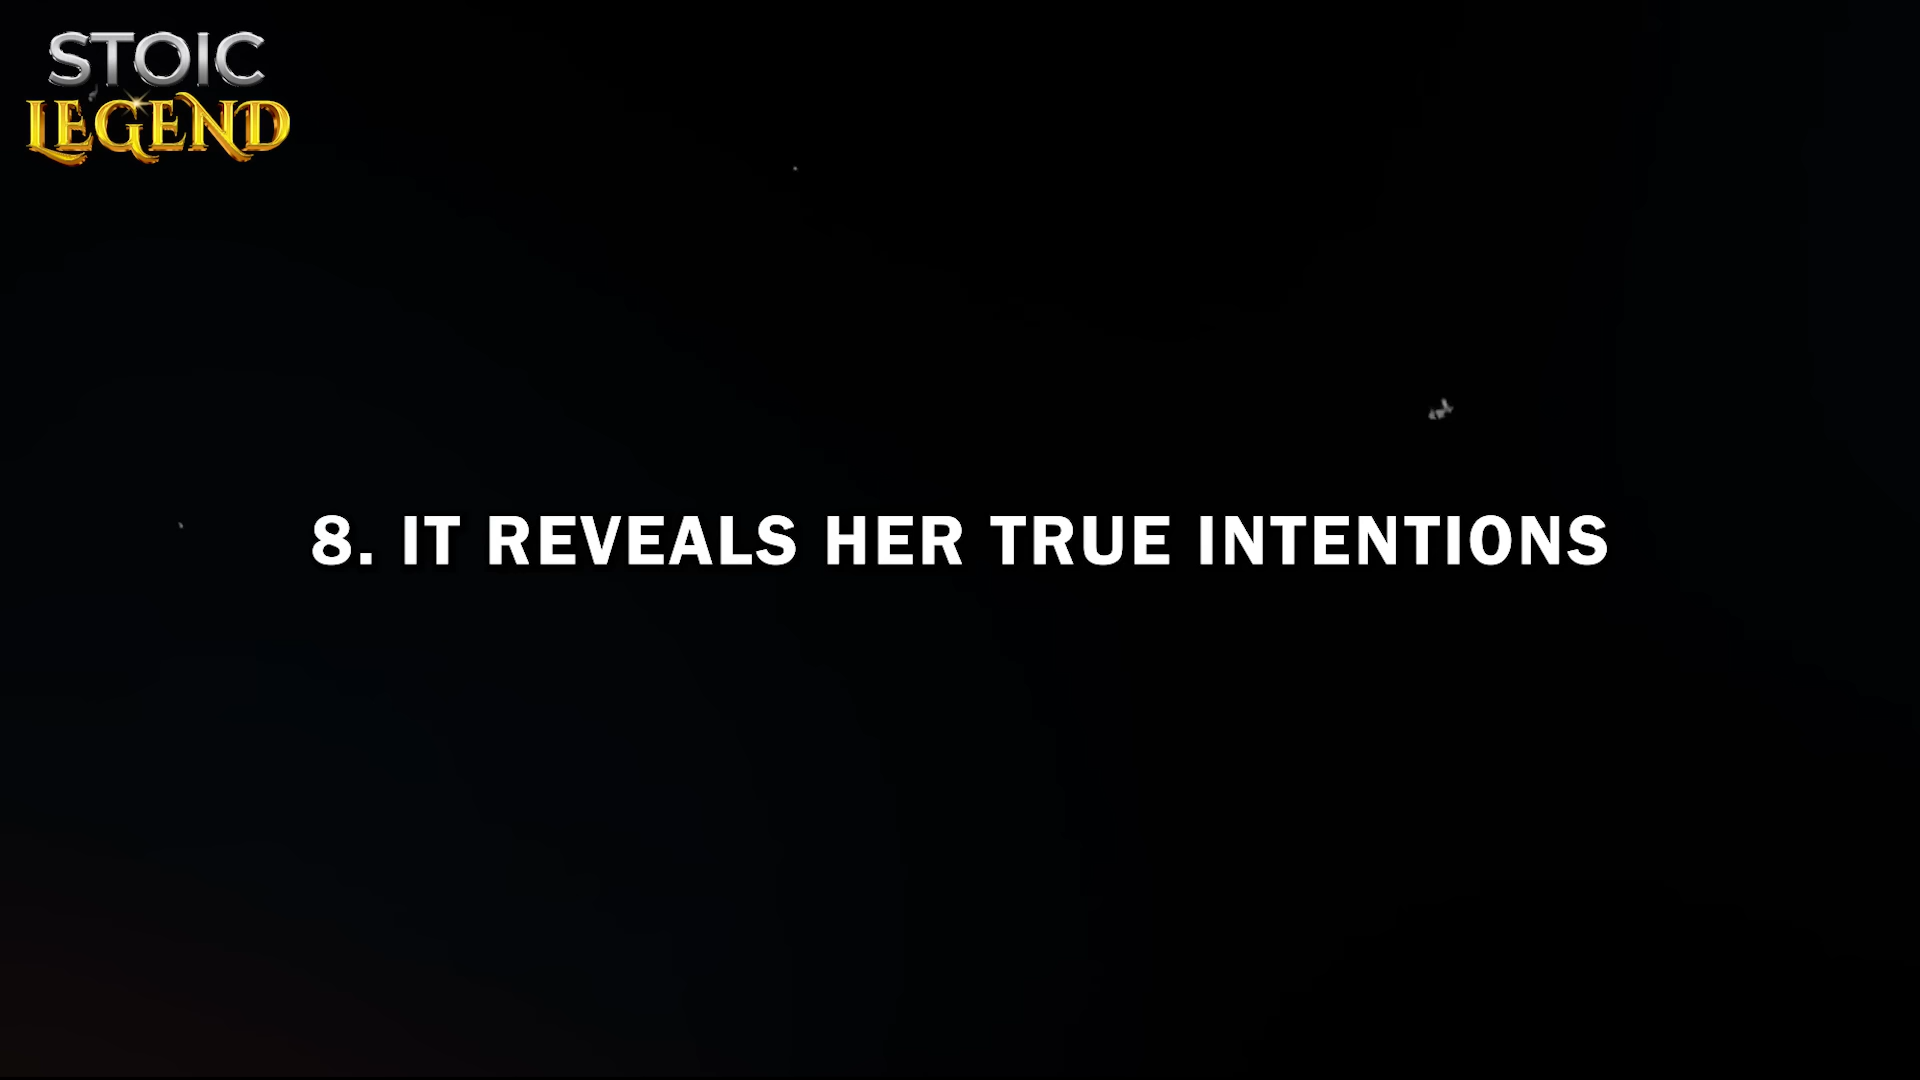 STOIC
LEGEND
8. IT REVEALS HER TRUE INTENTIONS